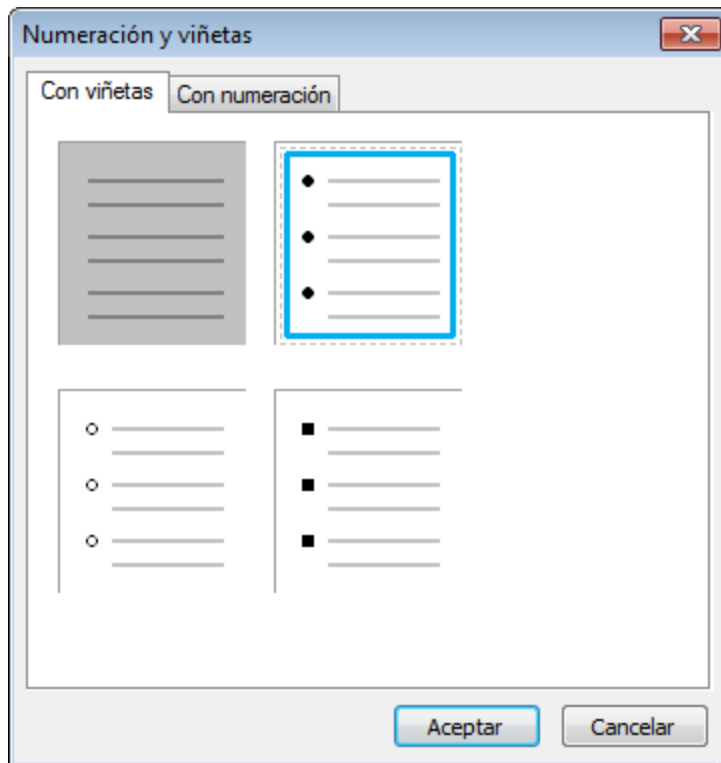 Numeración y viñetas
Con viñetas
Con numeración
Aceptar
Cancelar